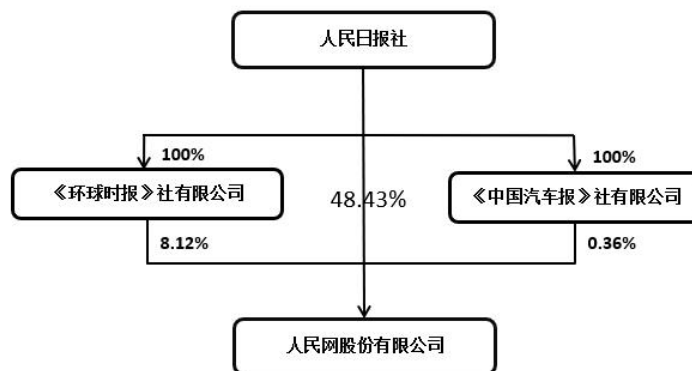 人民日报社
100%
100%
《环球时报》社有限公司
48.43%
《中国汽车报》社有限公司
8.12%
0.36%
人民网股份有限公司